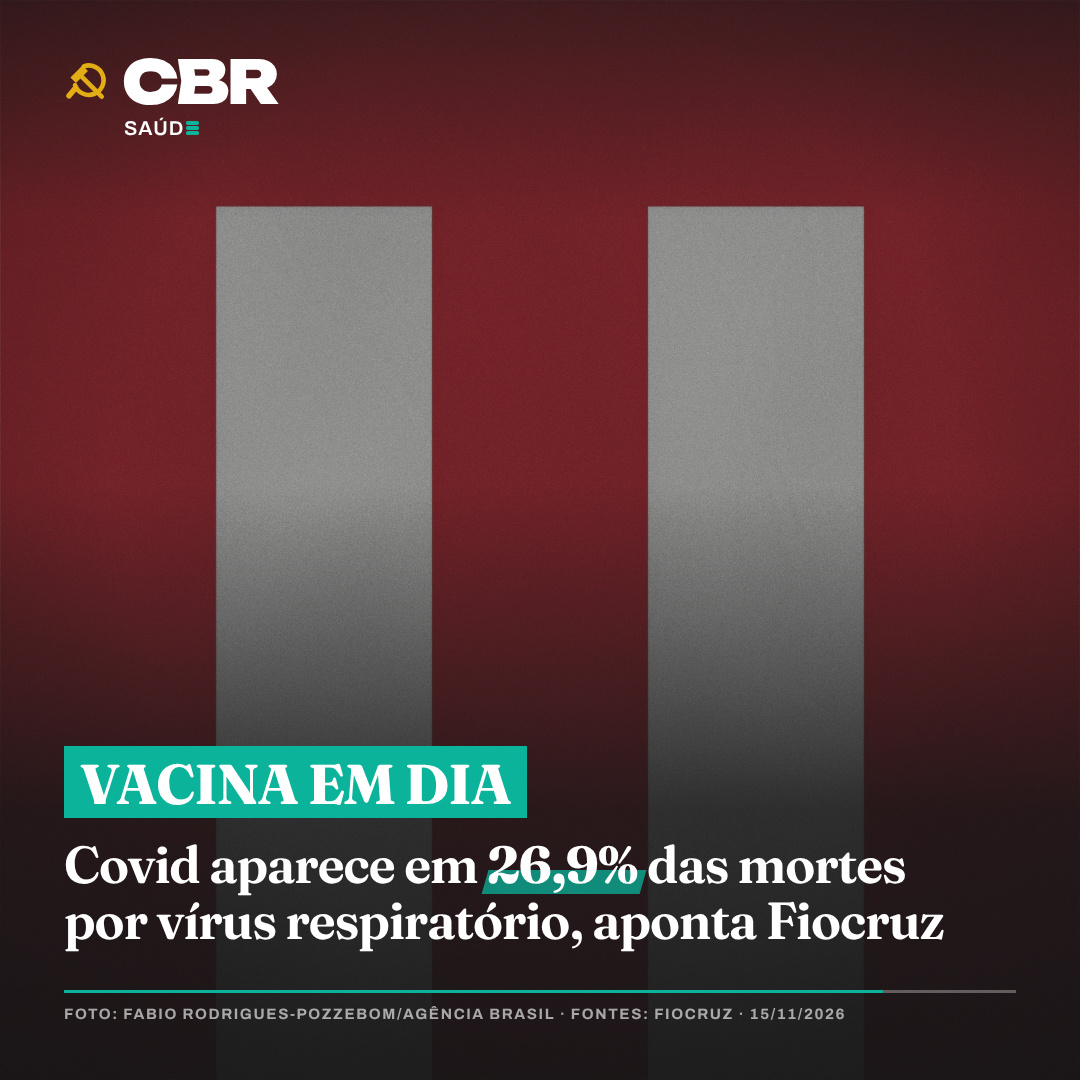 CBR
SAÚDE
VACINA EM DIA
Covid aparece em 26,9% das mortes
por vírus respiratório, aponta Fiocruz
FOTO: FABIO RODRIGUES-POZZEBOM/AGÊNCIA BRASIL · FONTES: FIOCRUZ · 15/11/2026